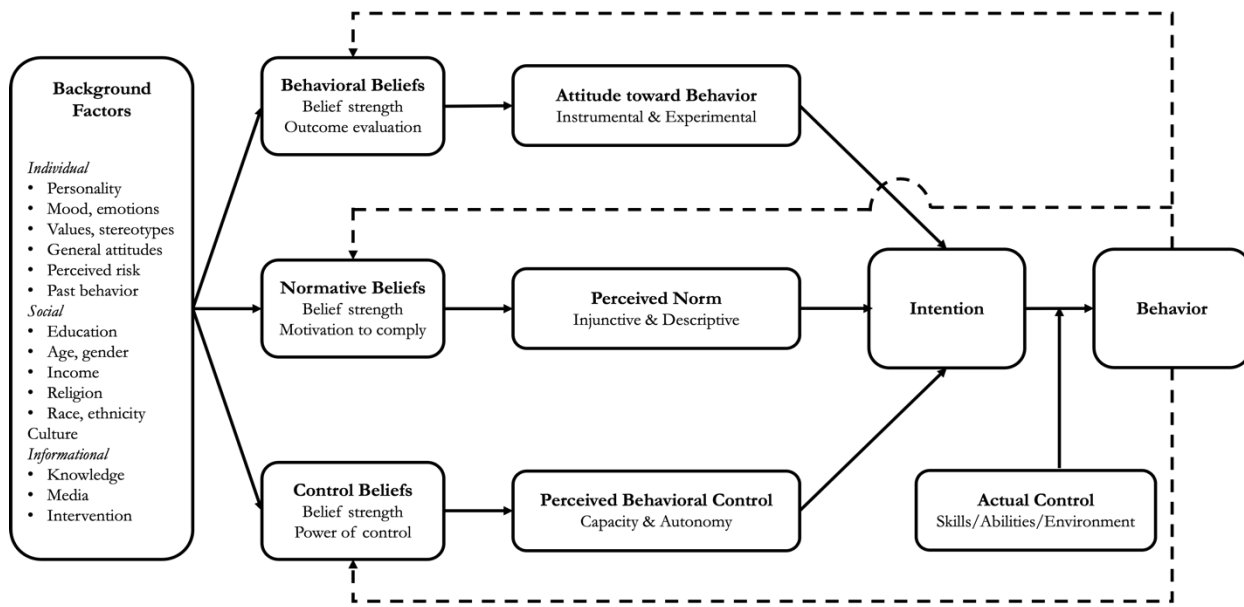 Background
Factors
Individual
• Personality
• Mood, emotions
• Values, stereotypes
• General attitudes
• Perceived risk
• Past behavior
Social
• Education
• Age, gender
• Income
• Religion
• Race, ethnicity
Culture
Informational
• Knowledge
• Media
• Intervention
Behavioral Beliefs
Belief strength
Outcome evaluation
Attitude toward Behavior
Instrumental & Experimental
Normative Beliefs
Belief strength
Motivation to comply
Perceived Norm
Injunctive & Descriptive
Intention
Behavior
Control Beliefs
Belief strength
Power of control
Perceived Behavioral Control
Capacity & Autonomy
Actual Control
Skills/Abilities/Environment